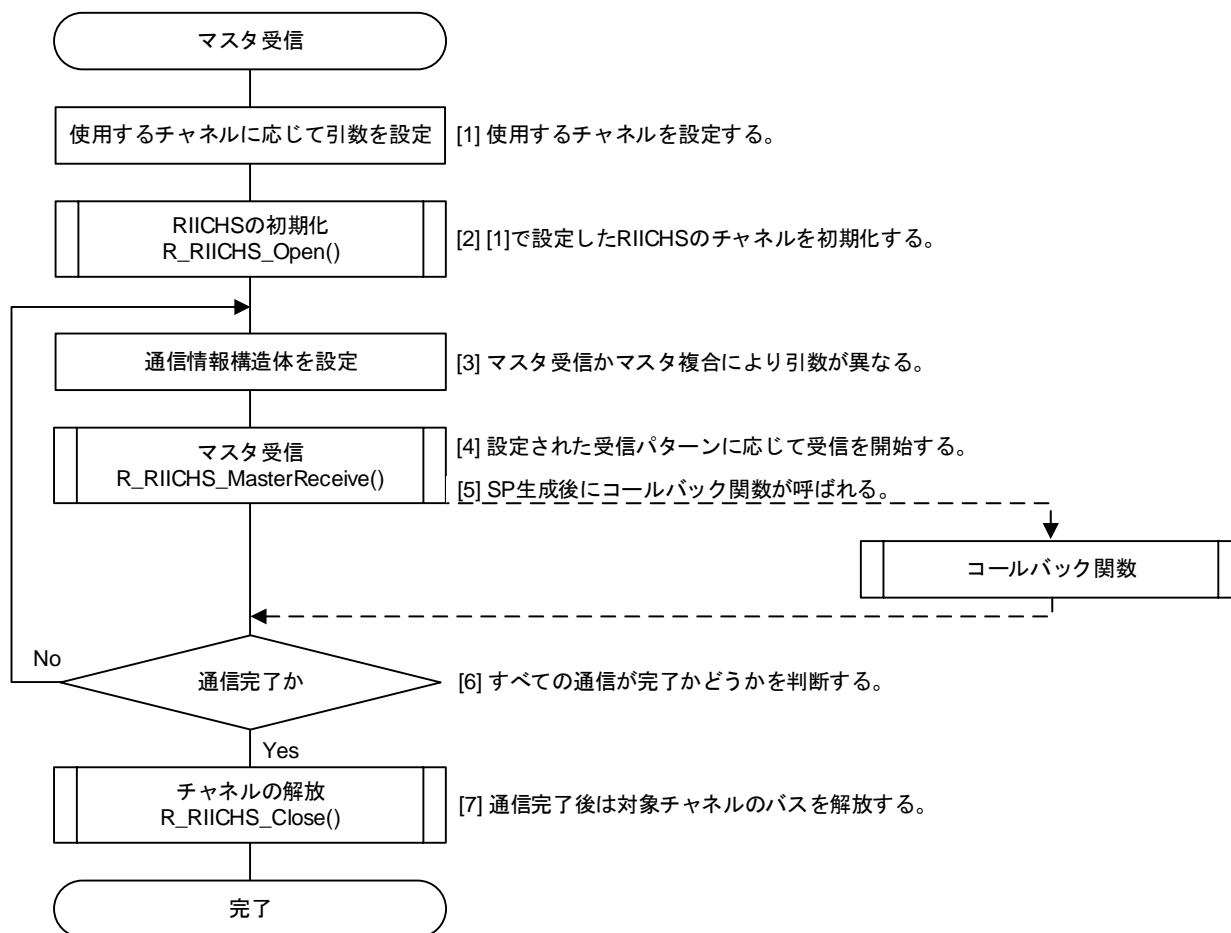 マスタ受信
使用するチャネルに応じて引数を設定
[1] 使用するチャネルを設定する。
RIICHSの初期化
R_RIICHS_Open()
[2] [1]で設定したRIICHSのチャネルを初期化する。
通信情報構造体を設定
[3] マスタ受信かマスタ複合により引数が異なる。
マスタ受信
R_RIICHS_MasterReceive()
[4] 設定された受信パターンに応じて受信を開始する。
[5] SP生成後にコールバック関数が呼ばれる。
コールバック関数
No
通信完了か
[6] すべての通信が完了かどうかを判断する。
Yes
チャネルの解放
R_RIICHS_Close()
[7] 通信完了後は対象チャネルのバスを解放する。
完了